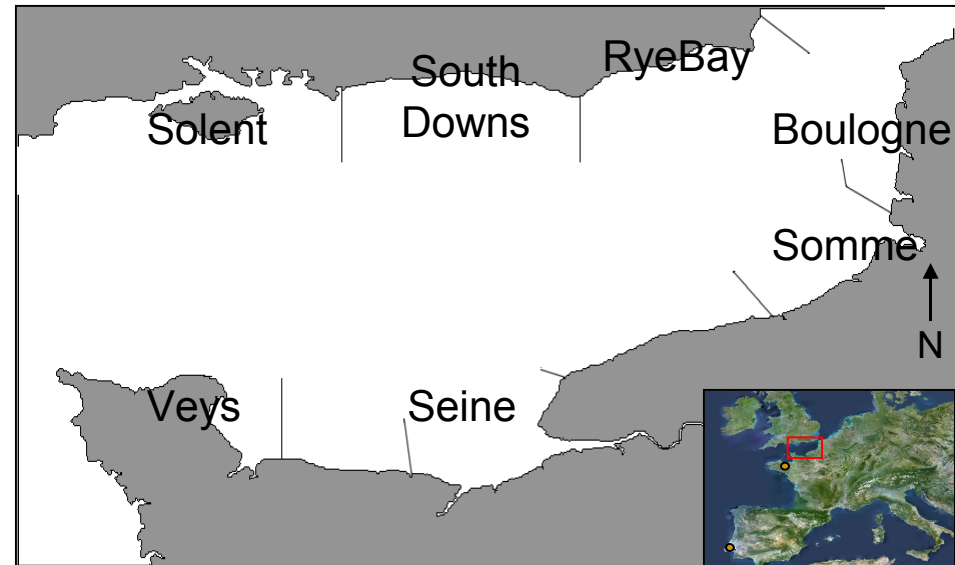 RyeBay
South
Downs
Solent
Boulogne
Somme
N
Veys
Seine